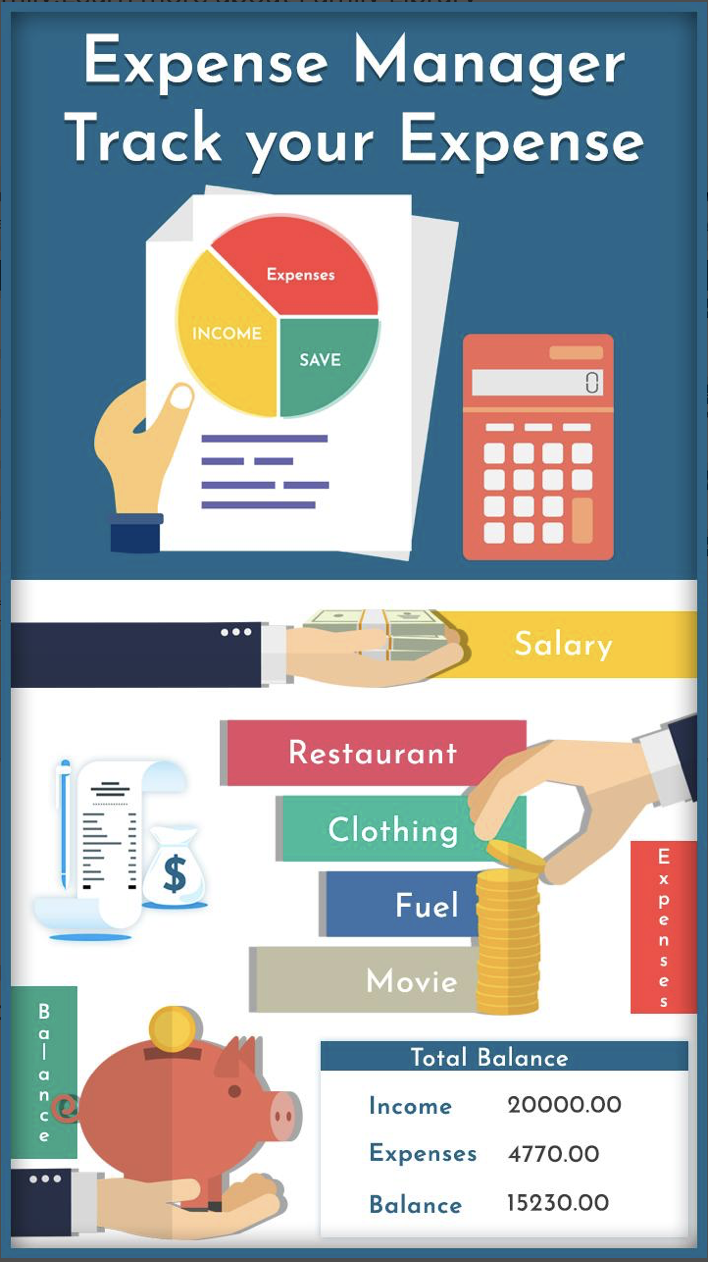 Expense Manager
Track your Expense
Expenses
INCOME
SAVE
0
Salary
Restaurant
Clothing
Fuel
Movie
Expenses
Balance
$
Total Balance
Income 20000.00
Expenses 4770.00
Balance 15230.00